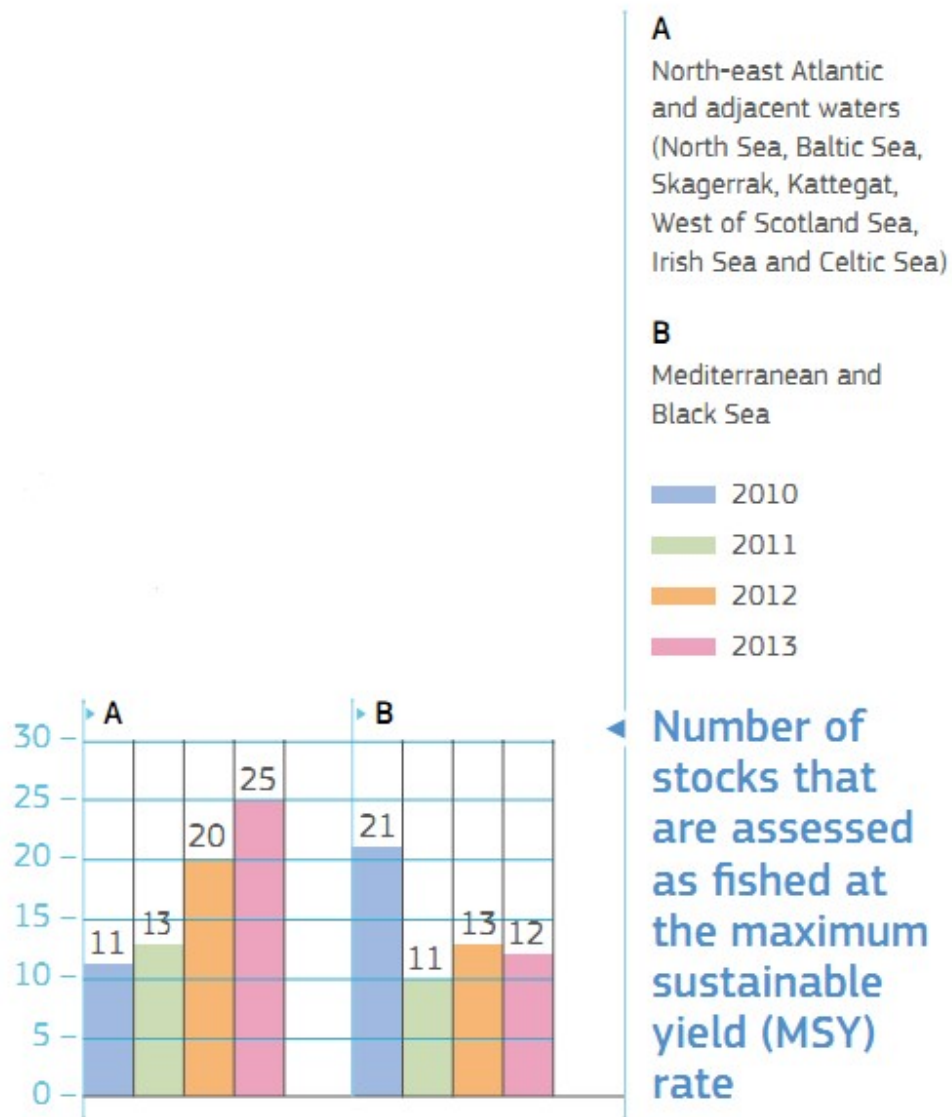 A
North-east Atlantic
and adjacent waters
(North Sea, Baltic Sea,
Skagerrak, Kattegat,
West of Scotland Sea,
Irish Sea and Celtic Sea)
B
Mediterranean and
Black Sea
2010
2011
2012
2013
A
B
30
25
20
15
10
5
0
11
13
20
25
21
11
13
12
Number of
stocks that
are assessed
as fished at
the maximum
sustainable
yield (MSY)
rate